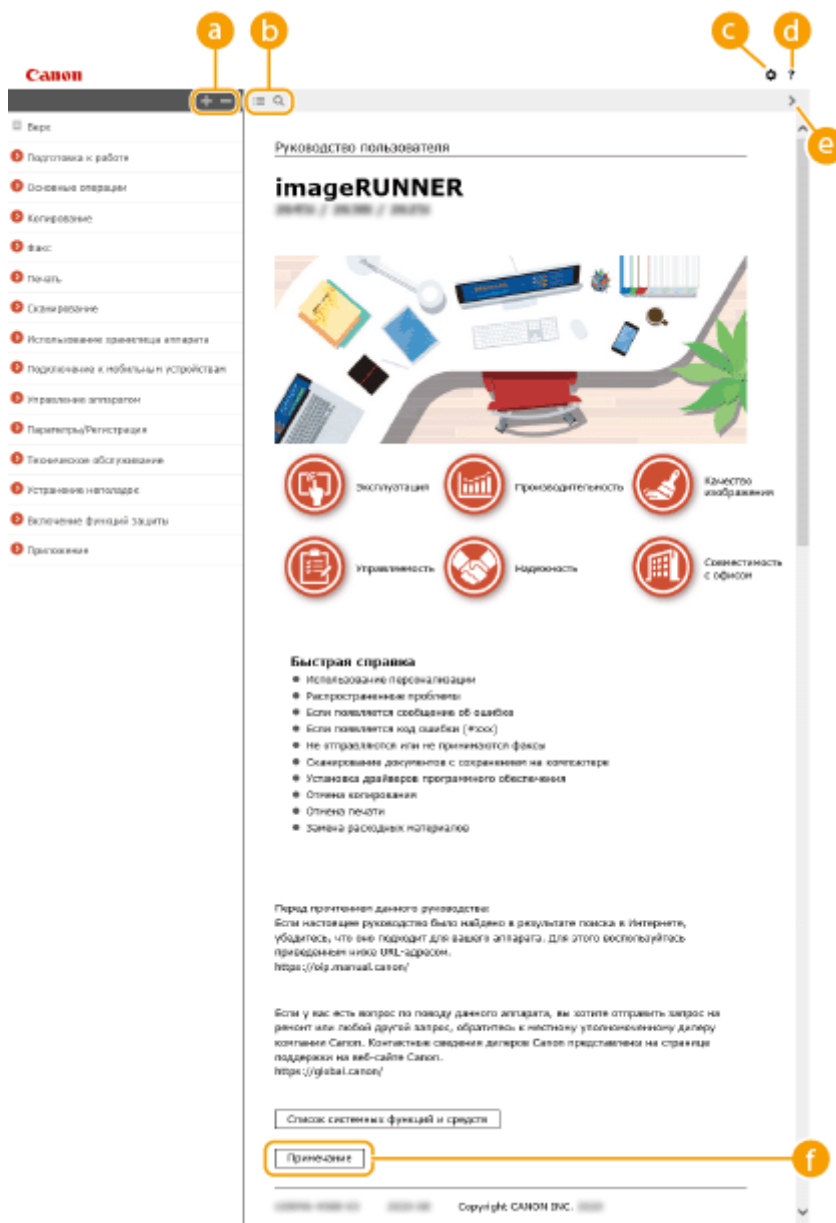 a
b
c
d
Canon
?
e
Верх
Подготовка к работе
Основные операции
Копирование
Факс
Печать
Сканирование
Использование хранилища аппарата
Подключение к мобильным устройствам
Управление аппаратом
Параметры/Регистрация
Техническое обслуживание
Устранение неполадок
Включение функций защиты
Приложение
Руководство пользователя
imageRUNNER
Эксплуатация
Производительность
Качество
изображения
Управляемость
Надежность
Совместимость
с офисом
Быстрая справка
Использование персонализации
Распространенные проблемы
Если появляется сообщение об ошибке
Если появляется код ошибки (#xxx)
Не отправляются или не принимаются факсы
Сканирование документов с сохранением на компьютере
Установка драйверов программного обеспечения
Отмена копирования
Отмена печати
Замена расходных материалов
Перед прочтением данного руководства:
Если настоящее руководство было найдено в результате поиска в Интернете,
убедитесь, что оно подходит для вашего аппарата. Для этого воспользуйтесь
приведенным ниже URL-адресом.
https://oip.manual.canon/
Если у вас есть вопрос по поводу данного аппарата, вы хотите отправить запрос на
ремонт или любой другой запрос, обратитесь к местному уполномоченному дилеру
компании Canon. Контактные сведения дилеров Canon представлены на странице
поддержки на веб-сайте Canon.
https://global.canon/
Список системных функций и средств
Примечание
f
Copyright CANON INC.